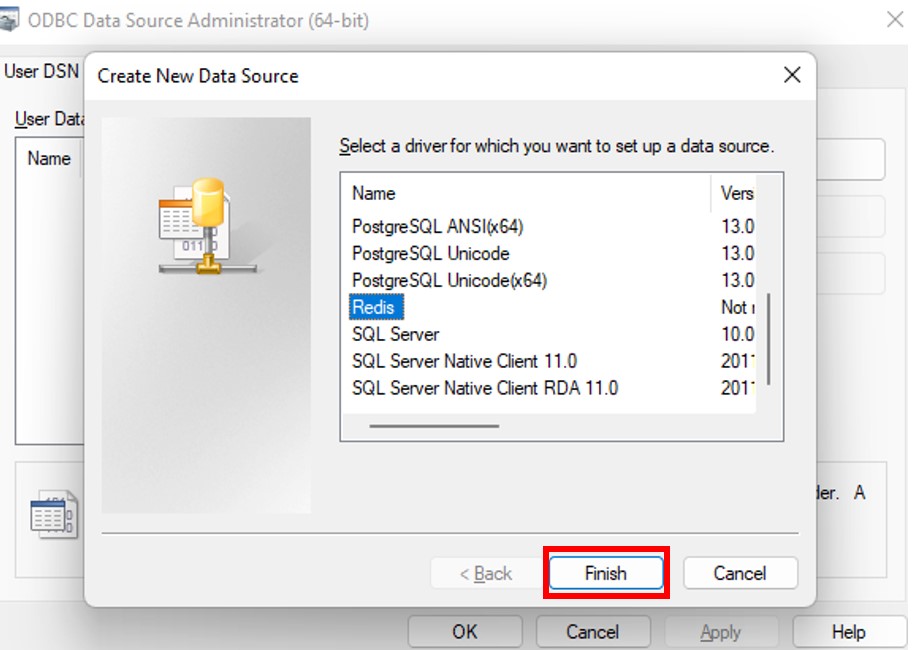 ODBC Data Source Administrator (64-bit)
User DSN
Create New Data Source
User Data
Name
Select a driver for which you want to set up a data source.
Name Vers
PostgreSQL ANSI(x64) 13.0
PostgreSQL Unicode 13.0
PostgreSQL Unicode(x64) 13.0
Redis Not
SQL Server 10.0
SQL Server Native Client 11.0 2011
SQL Server Native Client RDA 11.0 2011
der. A
< Back Finish Cancel
OK Cancel Apply Help